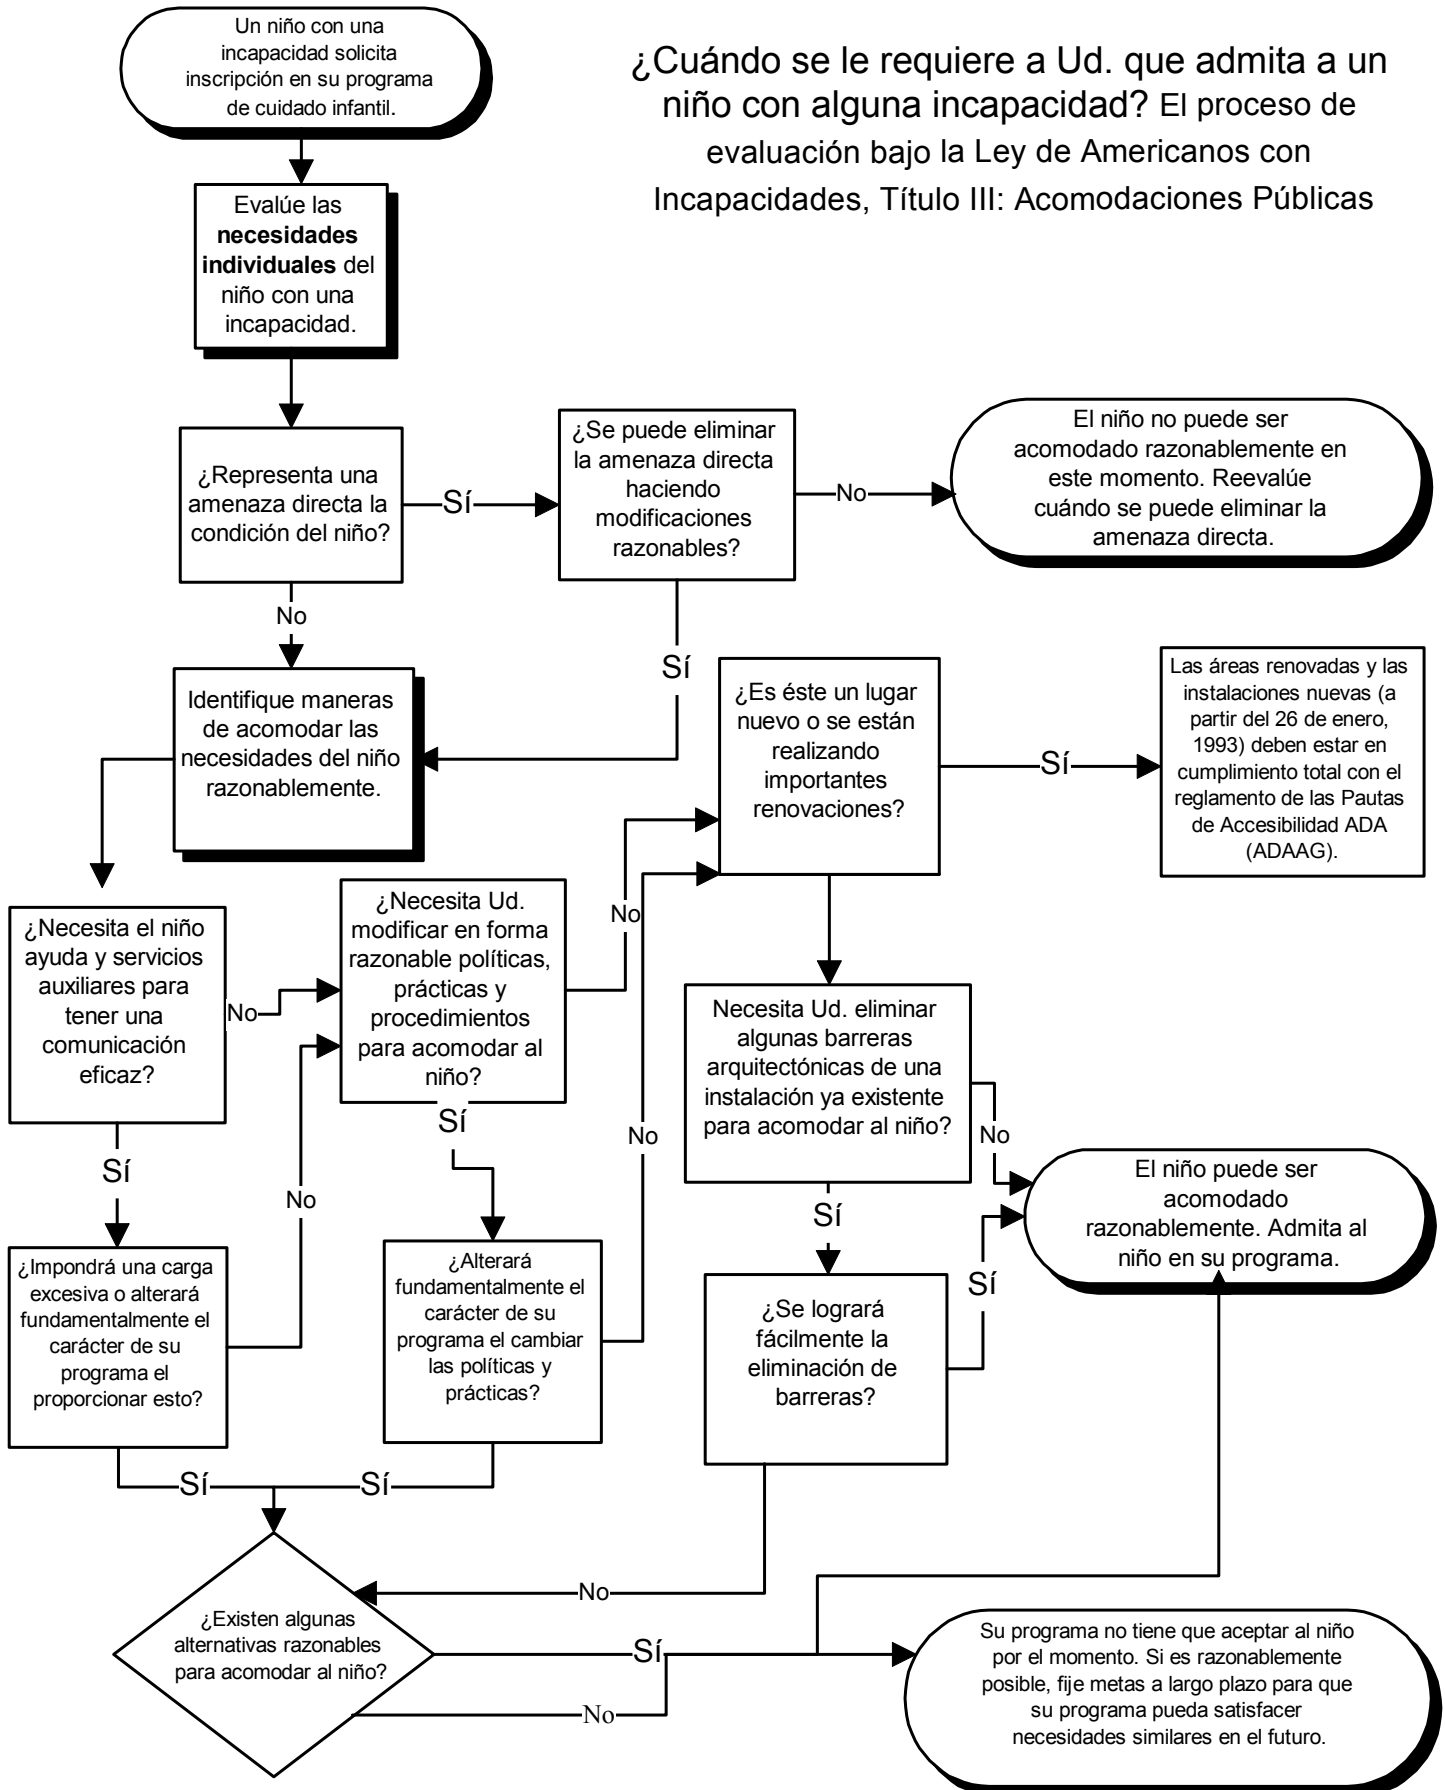 Un niño con una
incapacidad solicita
inscripción en su programa
de cuidado infantil.
¿Cuándo se le requiere a Ud. que admita a un
niño con alguna incapacidad? El proceso de
evaluación bajo la Ley de Americanos con
Incapacidades, Título III: Acomodaciones Públicas
Evalúe las
necesidades
individuales del
niño con una
incapacidad.
¿Representa una
amenaza directa la
condición del niño?
Sí
¿Se puede eliminar
la amenaza directa
haciendo
modificaciones
razonables?
No
El niño no puede ser
acomodado razonablemente en
este momento. Reevalúe
cuándo se puede eliminar la
amenaza directa.
No
Sí
Identifique maneras
de acomodar las
necesidades del niño
razonablemente.
¿Es éste un lugar
nuevo o se están
realizando
importantes
renovaciones?
Sí
Las áreas renovadas y las
instalaciones nuevas (a
partir del 26 de enero,
1993) deben estar en
cumplimiento total con el
reglamento de las Pautas
de Accesibilidad ADA
(ADAAG).
¿Necesita el niño
ayuda y servicios
auxiliares para
tener una
comunicación
eficaz?
No
¿Necesita Ud.
modificar en forma
razonable políticas,
prácticas y
procedimientos
para acomodar al
niño?
No
Necesita Ud. eliminar
algunas barreras
arquitectónicas de una
instalación ya existente
para acomodar al niño?
No
Sí
Sí
No
No
Sí
El niño puede ser
acomodado
razonablemente. Admita al
niño en su programa.
¿Impondrá una carga
excesiva o alterará
fundamentalmente el
carácter de su
programa el
proporcionar esto?
¿Alterará
fundamentalmente el
carácter de su
programa el cambiar
las políticas y
prácticas?
¿Se logrará
fácilmente la
eliminación de
barreras?
Sí
Sí
Sí
No
¿Existen algunas
alternativas razonables
para acomodar al niño?
Sí
No
Su programa no tiene que aceptar al niño
por el momento. Si es razonablemente
posible, fije metas a largo plazo para que
su programa pueda satisfacer
necesidades similares en el futuro.